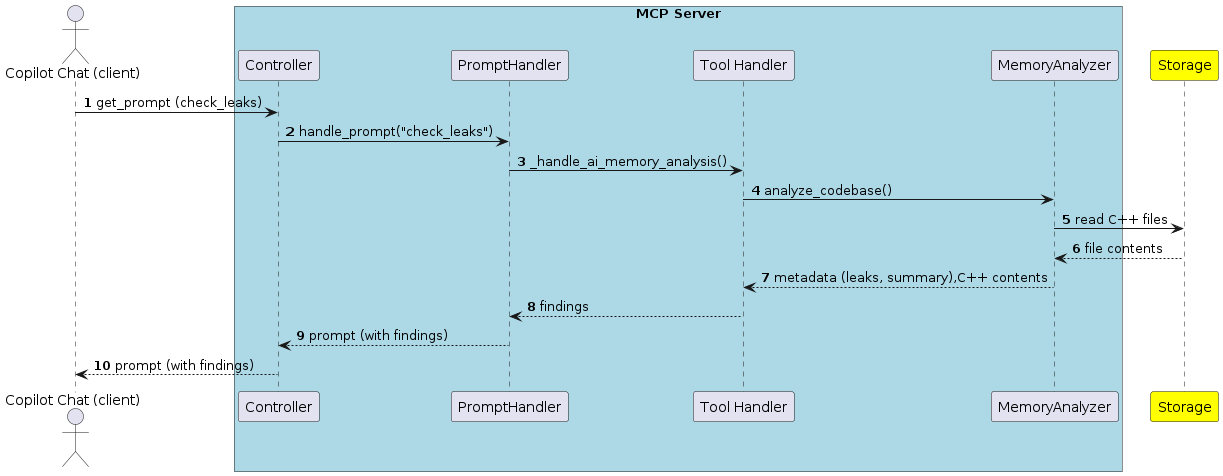 MCP Server
Copilot Chat (client)
Controller
PromptHandler
Tool Handler
MemoryAnalyzer
Storage
1 get_prompt (check_leaks)
2 handle_prompt("check_leaks")
3 _handle_ai_memory_analysis()
4 analyze_codebase()
5 read C++ files
6 file contents
7 metadata (leaks, summary),C++ contents
8 findings
9 prompt (with findings)
10 prompt (with findings)
Copilot Chat (client)
Controller
PromptHandler
Tool Handler
MemoryAnalyzer
Storage